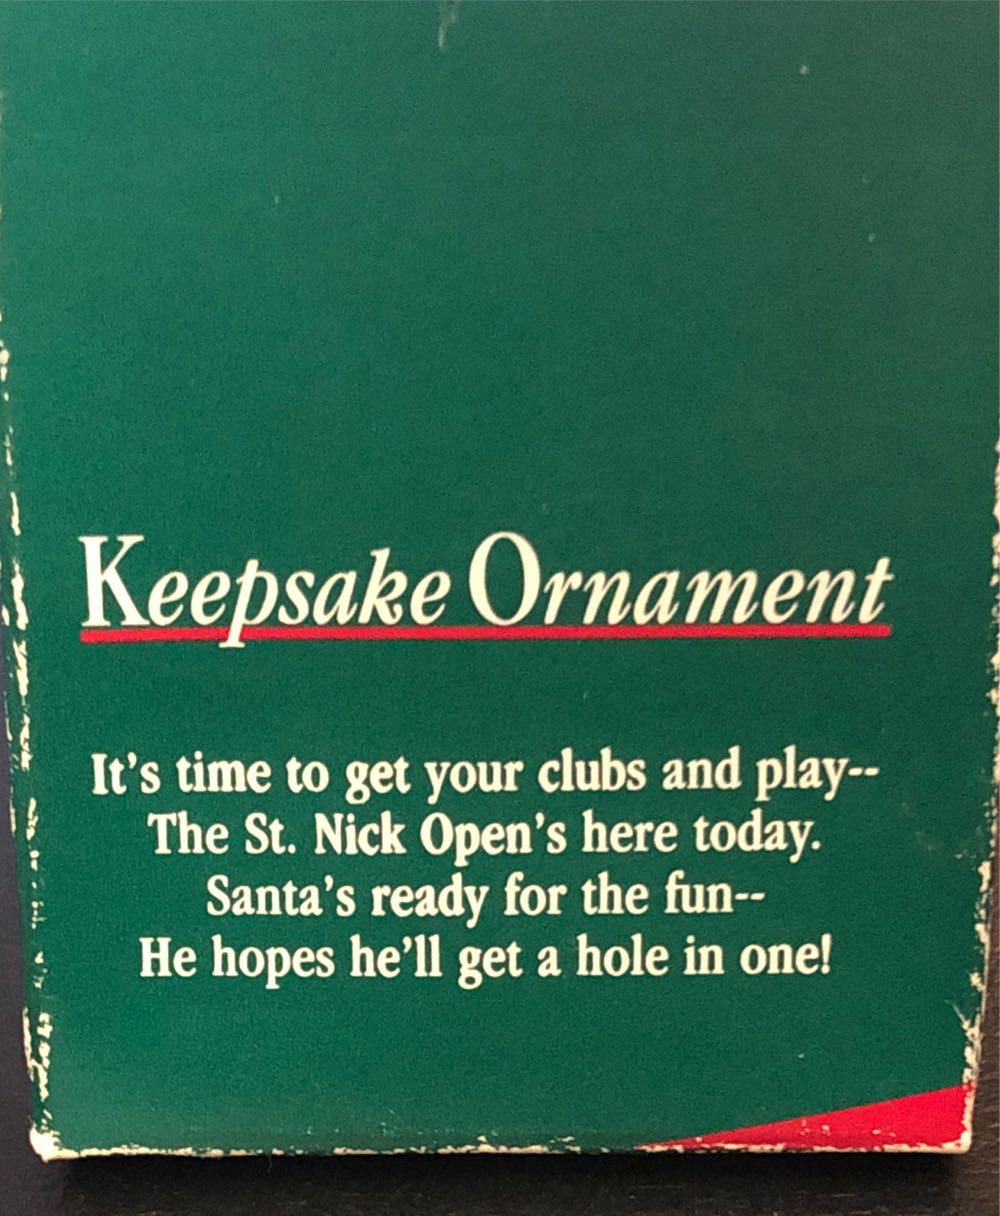 Keepsake Ornament
It's time to get your clubs and play--
The St. Nick Open's here today.
Santa's ready for the fun--
He hopes he'll get a hole in one!